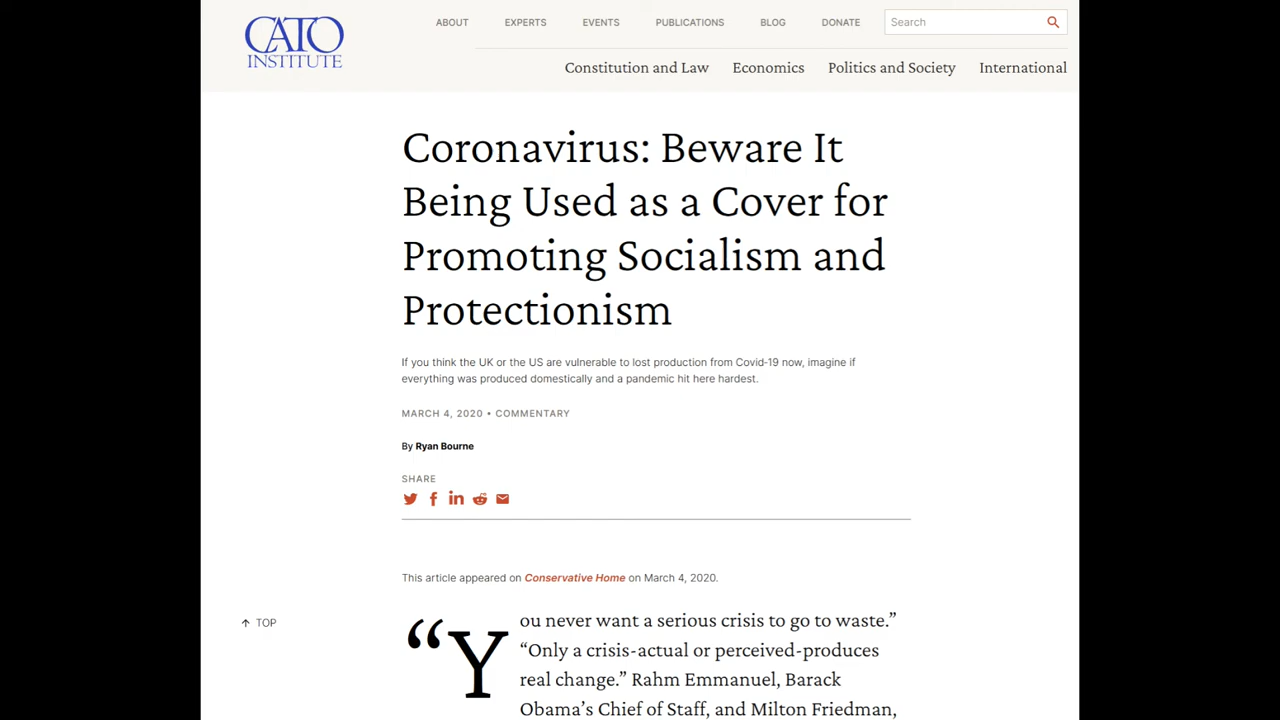 CATO
INSTITUTE
ABOUT EXPERTS EVENTS PUBLICATIONS BLOG DONATE Search
Constitution and Law Economics Politics and Society International
Coronavirus: Beware It
Being Used as a Cover for
Promoting Socialism and
Protectionism
If you think the UK or the US are vulnerable to lost production from Covid-19 now, imagine if
everything was produced domestically and a pandemic hit here hardest.
MARCH 4, 2020 • COMMENTARY
By Ryan Bourne
SHARE
This article appeared on Conservative Home on March 4, 2020.
↑ TOP
“You never want a serious crisis to go to waste.”
“Only a crisis-actual or perceived-produces
real change.” Rahm Emmanuel, Barack
Obama’s Chief of Staff, and Milton Friedman,